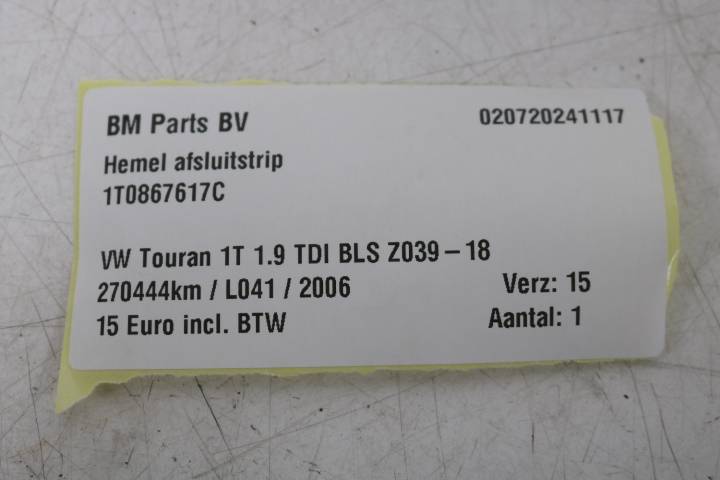 BM Parts BV 020720241117
Hemel afsluitstrip
1T0867617C
VW Touran 1T 1.9 TDI BLS Z039-18
270444km / L041 / 2006 Verz: 15
15 Euro incl. BTW Aantal: 1